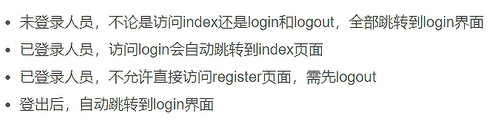 • 未登录人员，不论是访问index还是login和logout，全部跳转到login界面
• 已登录人员，访问login会自动跳转到index页面
• 已登录人员，不允许直接访问register页面，需先logout
• 登出后，自动跳转到login界面